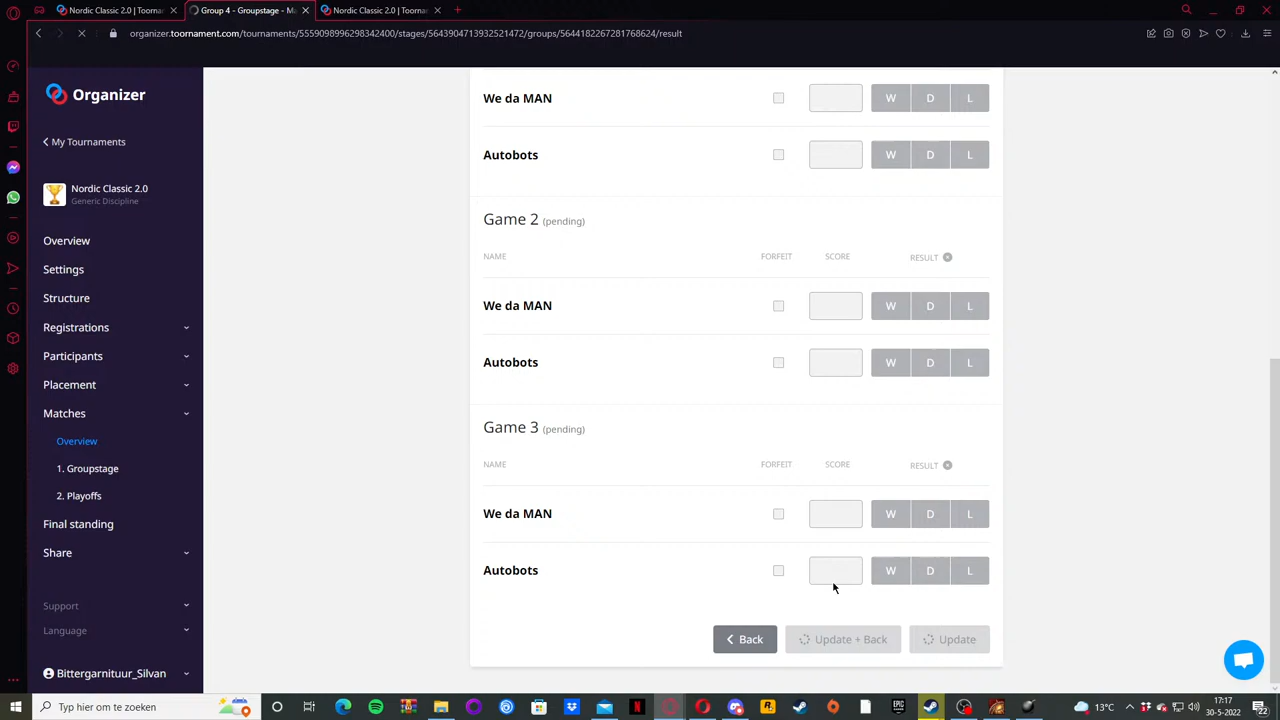 Nordic Classic 2.0 | Toornam
Group 4 - Groupstage - Ma
Nordic Classic 2.0 | Toornam
organizer.toornament.com/tournaments/5559098996298342400/stages/5643904713932521472/groups/5644182267281768624/result
Organizer
My Tournaments
Nordic Classic 2.0
Generic Discipline
Overview
Settings
Structure
Registrations
Participants
Placement
Matches
Overview
1. Groupstage
2. Playoffs
Final standing
Share
Support
Language
Bittergarnituur_Silvan
We da MAN W D L
Autobots W D L
Game 2 (pending)
NAME FORFEIT SCORE RESULT
We da MAN W D L
Autobots W D L
Game 3 (pending)
NAME FORFEIT SCORE RESULT
We da MAN W D L
Autobots W D L
Back Update + Back Update
Typ hier om te zoeken
EPIC
13°C
17:17
30-5-2022